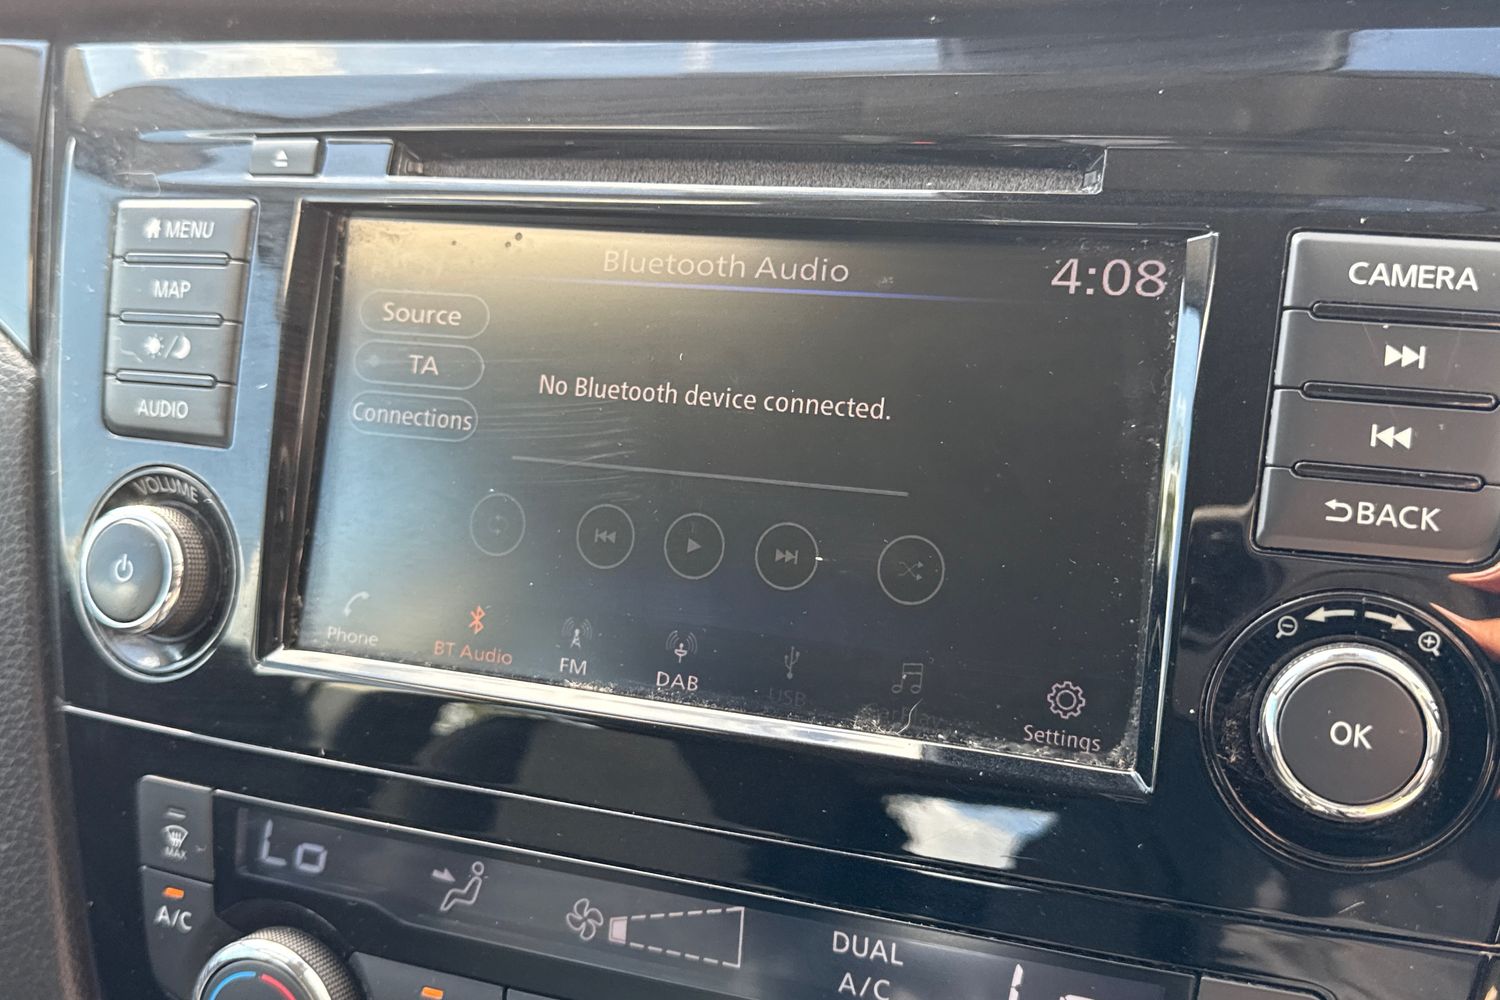 MENU
MAP
AUDIO
VOLUME
Bluetooth Audio
4:08
Source
TA
Connections
No Bluetooth device connected.
Phone
BT Audio
FM
DAB
USB
Settings
CAMERA
BACK
OK
MAX
A/C
Lo
DUAL
A/C